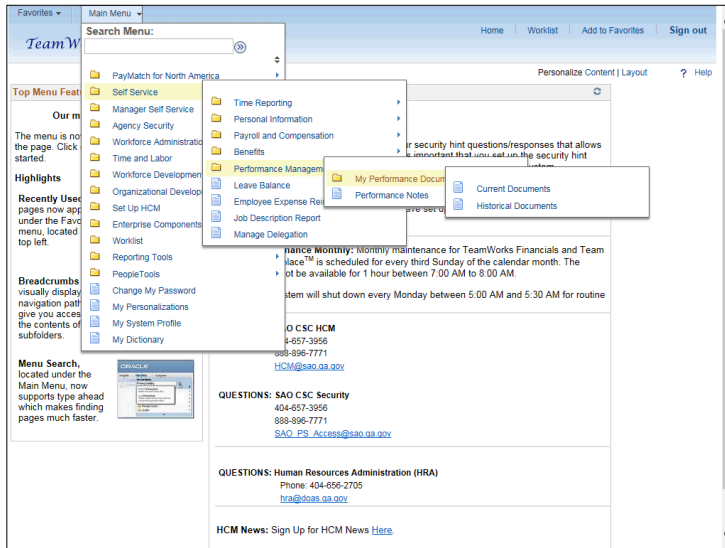 Favorites
Main Menu
TeamW
Home
Worklist
Add to Favorites
Sign out
Search Menu:
Personalize Content | Layout
? Help
PayMatch for North America
Self Service
Manager Self Service
Agency Security
Workforce Administratio
Time and Labor
Workforce Developmen
Organizational Develop
Set Up HCM
Enterprise Components
Worklist
Reporting Tools
PeopleTools
Change My Password
My Personalizations
My System Profile
My Dictionary
Time Reporting
Personal Information
Payroll and Compensation
Benefits
Performance Managem
Leave Balance
Employee Expense Rei
Job Description Report
Manage Delegation
My Performance Docum
Performance Notes
Current Documents
Historical Documents
Top Menu Feat
Our m
The menu is no
the page. Click
started.
Highlights
Recently Used
pages now app
under the Favo
menu, located
top left.
Breadcrumbs
visually display
navigation path
give you acces
the contents of
subfolders.
Menu Search,
located under the
Main Menu, now
supports type ahead
which makes finding
pages much faster.
ORACLE
r security hint questions/responses that allows
important that you set up the security hint
ave set
nance Monthly: Monthly maintenance for TeamWorks Financials and Team
place™ is scheduled for every third Sunday of the calendar month. The
ot be available for 1 hour between 7:00 AM to 8:00 AM.
stem will shut down every Monday between 5:00 AM and 5:30 AM for routine
AO CSC HCM
04-657-3956
888-896-7771
HCM@sao.ga.gov
QUESTIONS: SAO CSC Security
404-657-3956
888-896-7771
SAO_PS_Access@sao.ga.gov
QUESTIONS: Human Resources Administration (HRA)
Phone: 404-656-2705
hra@doas.ga.gov
HCM News: Sign Up for HCM News Here.